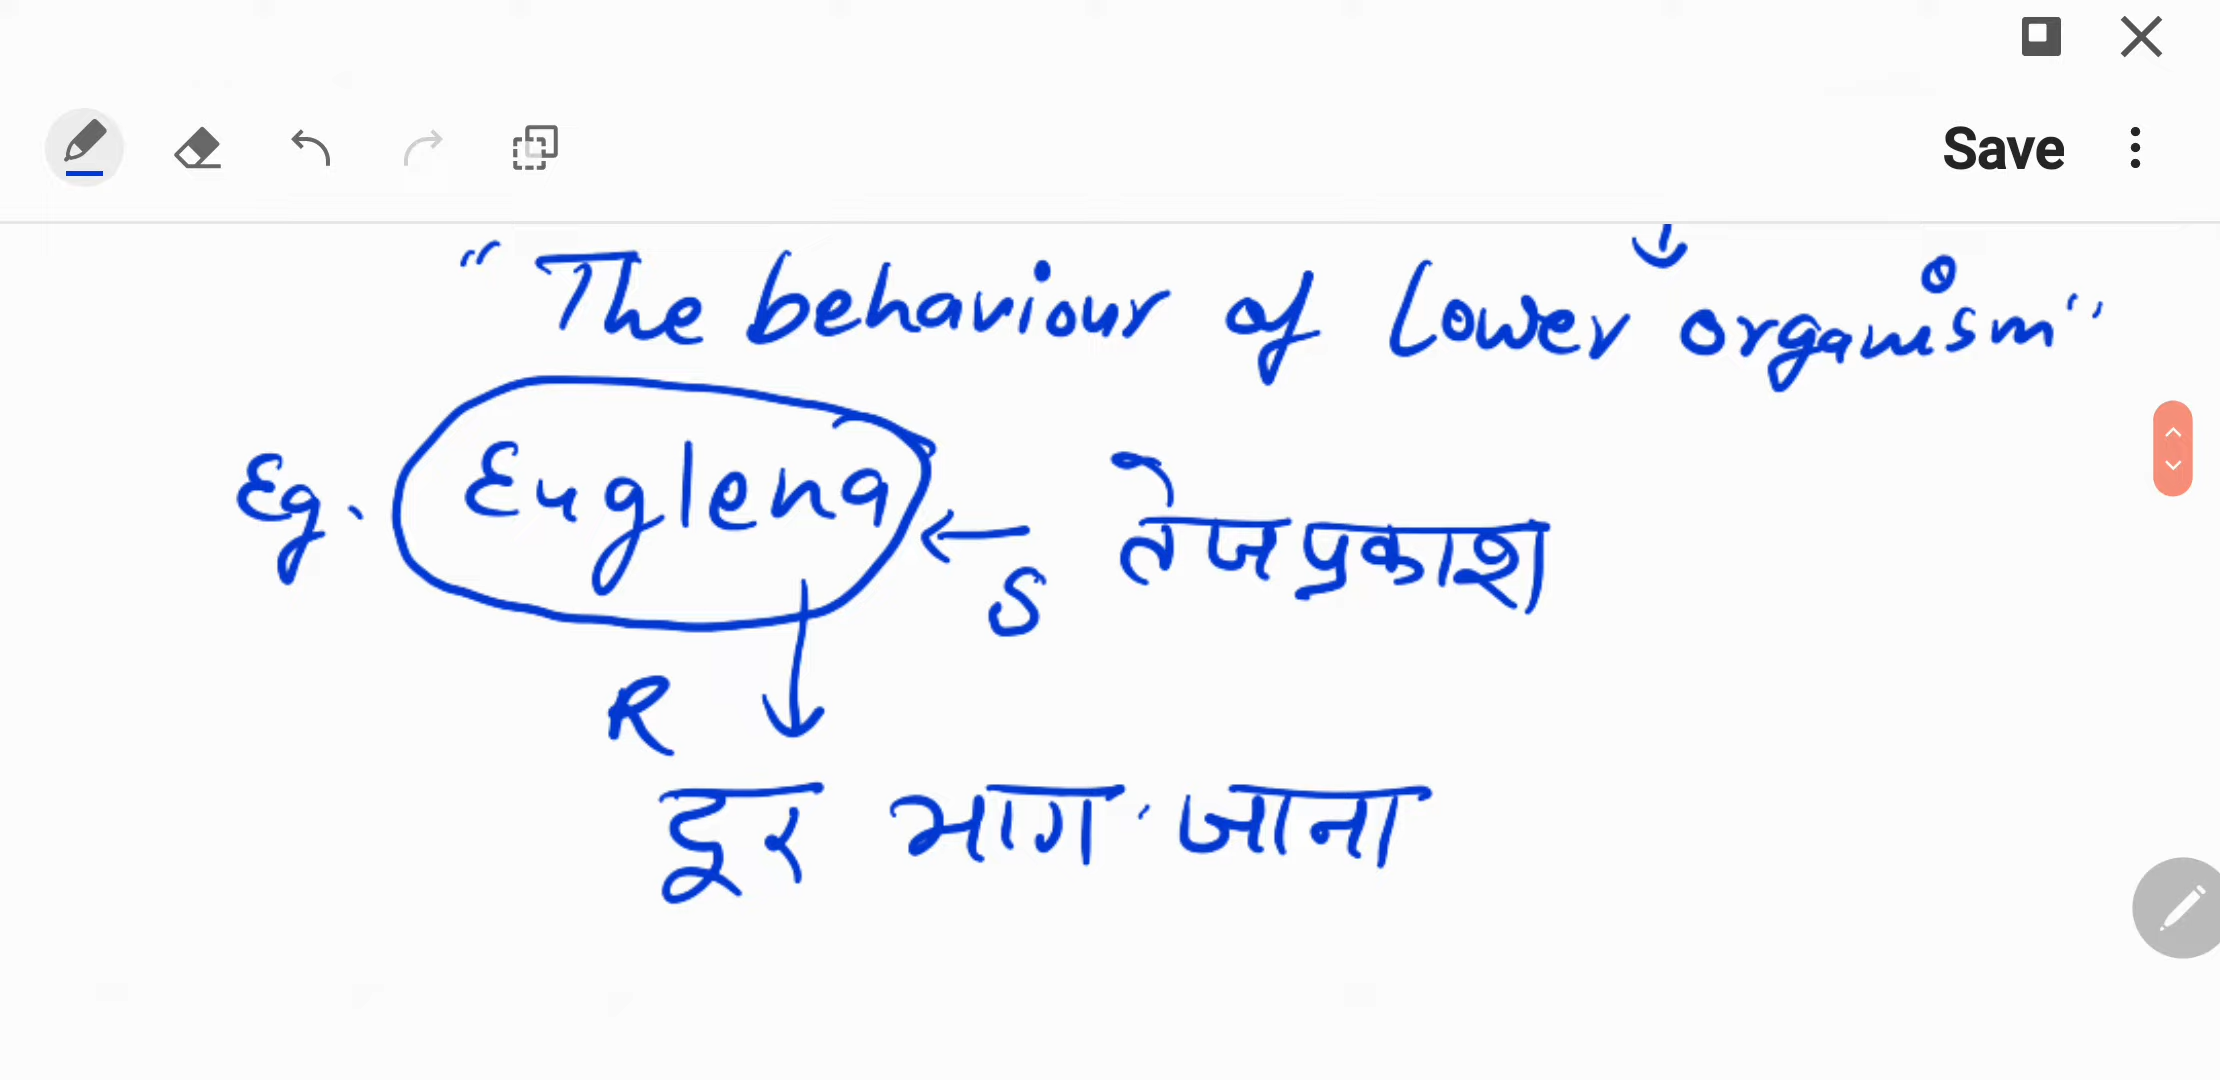 Save
"The behaviour of Lower organism"
Eg. Euglena ← तेज प्रकाश
S
R
दूर भाग जाना